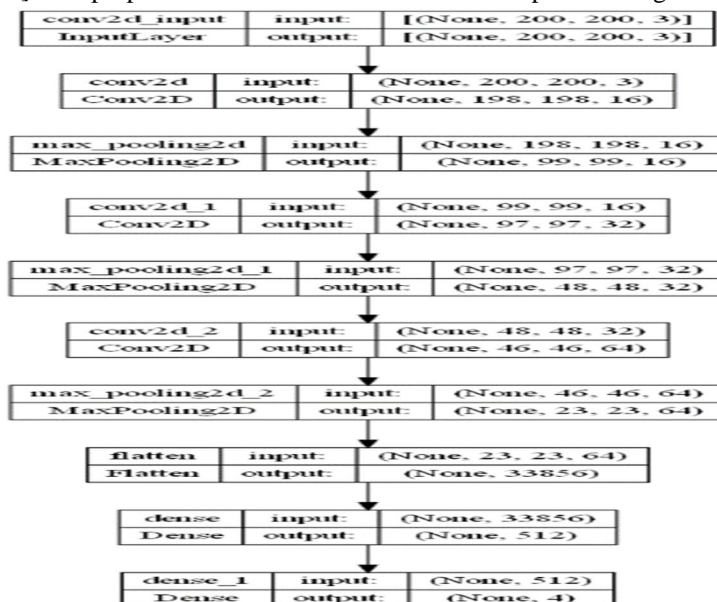 conv2d_input input: [(None, 200, 200, 3)]
InputLayer output: [(None, 200, 200, 3)]
conv2d input: (None, 200, 200, 3)
Conv2D output: (None, 198, 198, 16)
max_pooling2d input: (None, 198, 198, 16)
MaxPooling2D output: (None, 99, 99, 16)
conv2d_1 input: (None, 99, 99, 16)
Conv2D output: (None, 97, 97, 32)
max_pooling2d_1 input: (None, 97, 97, 32)
MaxPooling2D output: (None, 48, 48, 32)
conv2d_2 input: (None, 48, 48, 32)
Conv2D output: (None, 46, 46, 64)
max_pooling2d_2 input: (None, 46, 46, 64)
MaxPooling2D output: (None, 23, 23, 64)
flatten input: (None, 23, 23, 64)
Flatten output: (None, 33856)
dense input: (None, 33856)
Dense output: (None, 512)
dense_1 input: (None, 512)
Dense output: (None, 4)